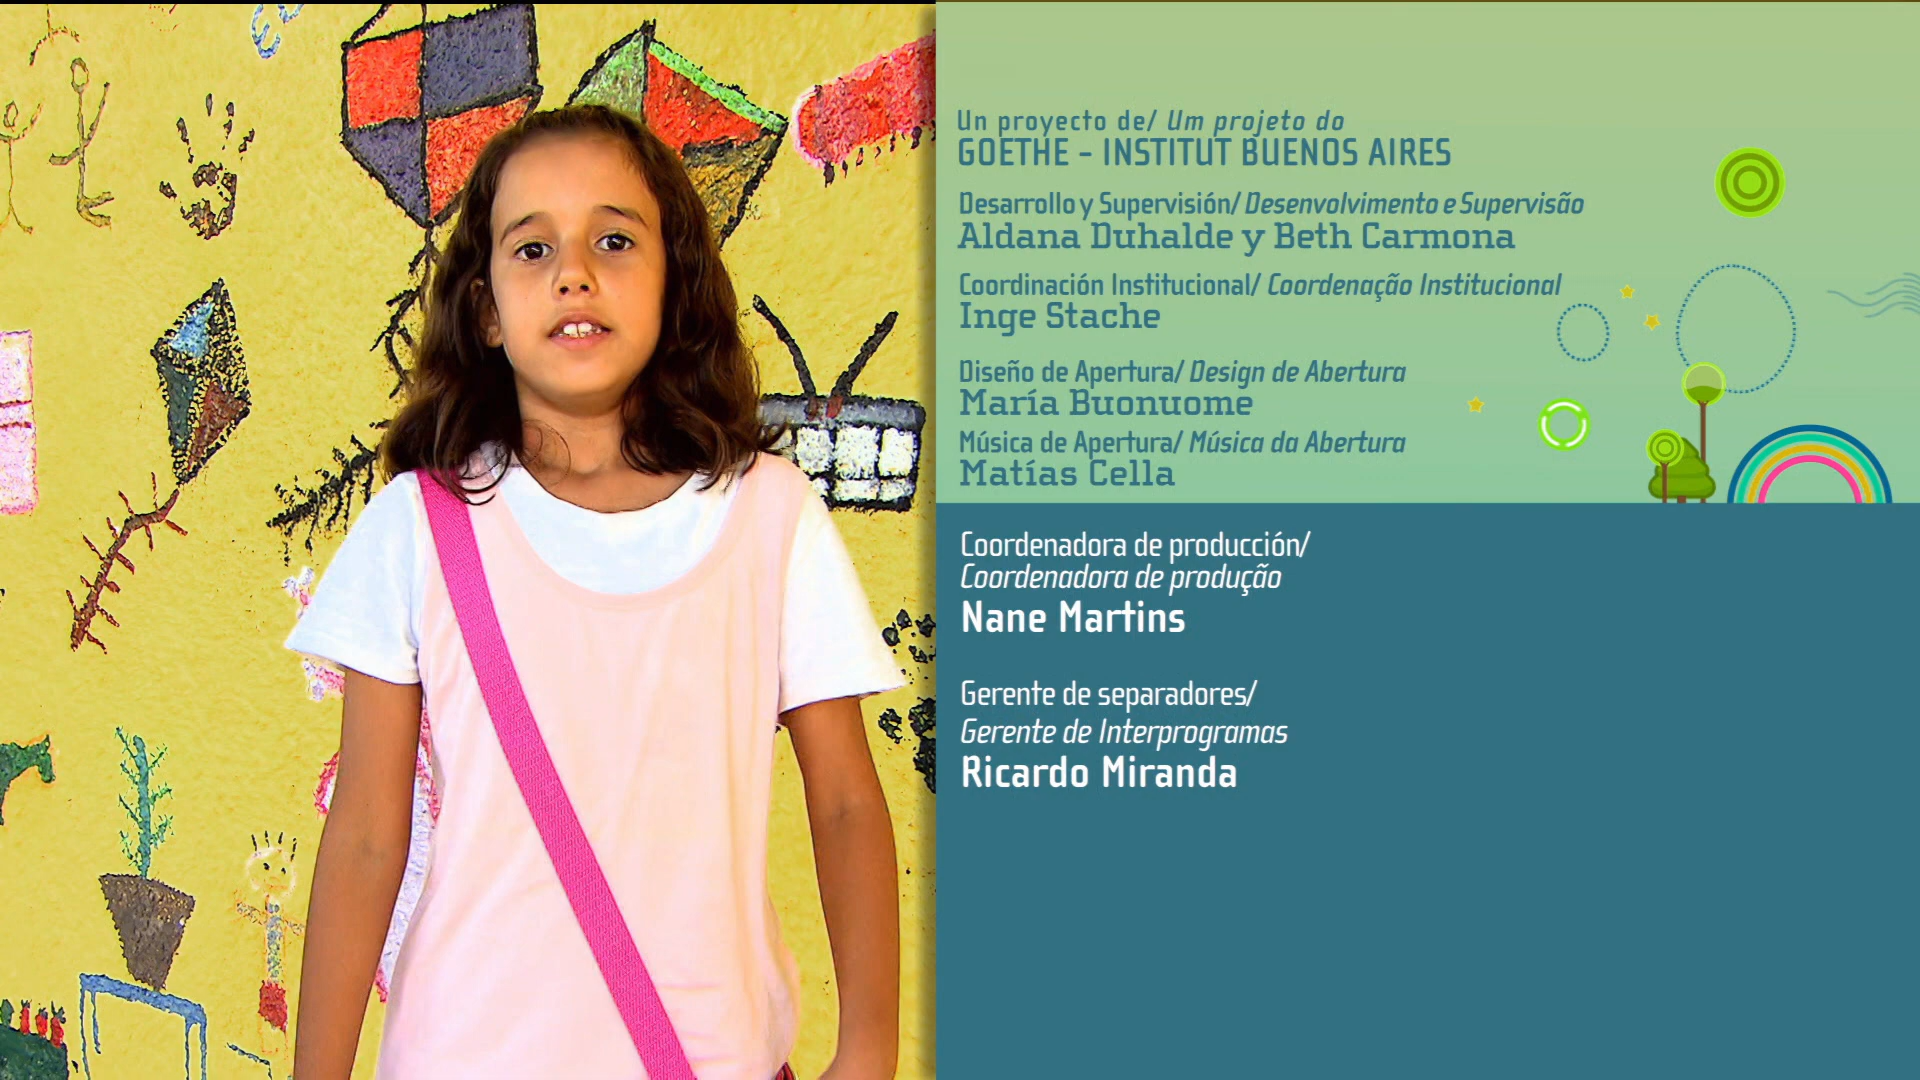 Un proyecto de/ Um projeto do
GOETHE - INSTITUT BUENOS AIRES
Desarrollo y Supervisión/ Desenvolvimento e Supervisão
Aldana Duhalde y Beth Carmona
Coordinación Institucional/ Coordenação Institucional
Inge Stache
Diseño de Apertura/ Design de Abertura
María Buonuome
Música de Apertura/ Música da Abertura
Matías Cella
Coordenadora de producción/
Coordenadora de produção
Nane Martins
Gerente de separadores/
Gerente de Interprogramas
Ricardo Miranda